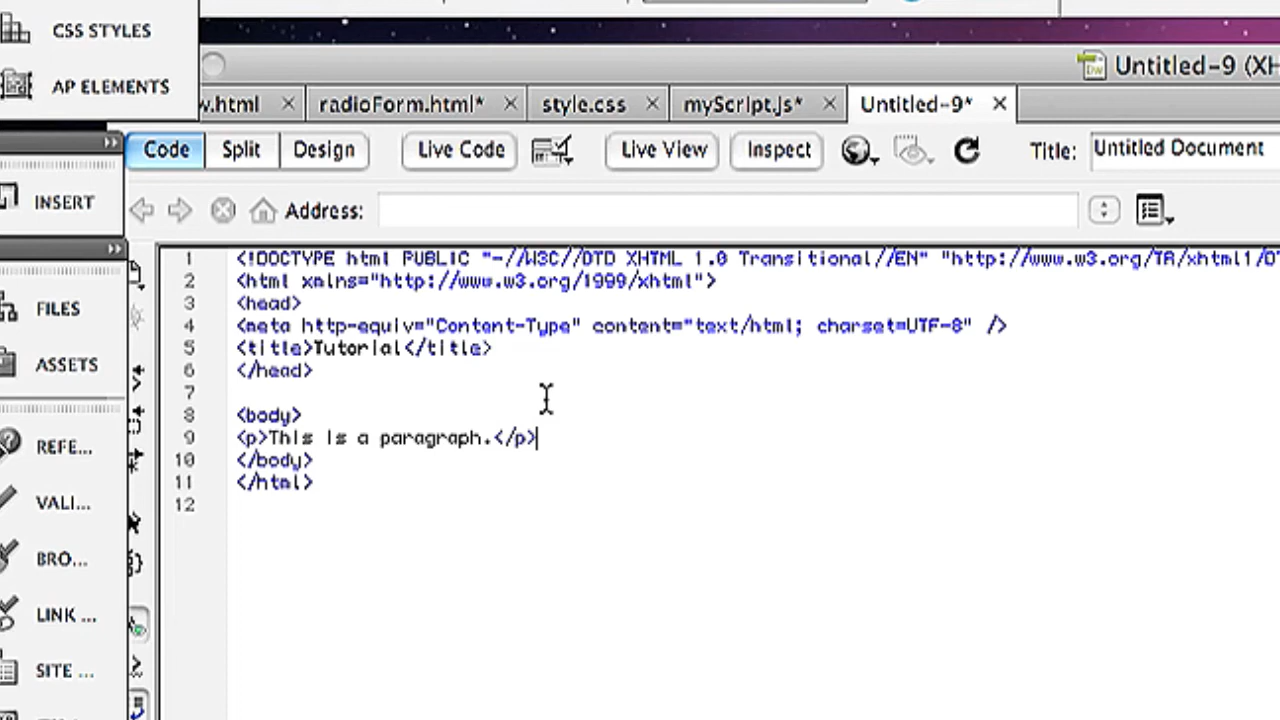 CSS STYLES
AP ELEMENTS
Untitled-9 (XH
w.html radioForm.html* style.css myScript.js* Untitled-9*
Code Split Design Live Code Live View Inspect Title: Untitled Document
INSERT
Address:
FILES
ASSETS
REFE...
VALI...
BRO...
LINK ...
SITE ...
1 <!DOCTYPE html PUBLIC "-//W3C//DTD XHTML 1.0 Transitional//EN" "http://www.w3.org/TR/xhtml1/DT
2 <html xmlns="http://www.w3.org/1999/xhtml">
3 <head>
4 <meta http-equiv="Content-Type" content="text/html; charset=UTF-8" />
5 <title>Tutorial</title>
6 </head>
7
8 <body>
9 <p>This is a paragraph.</p>
10 </body>
11 </html>
12